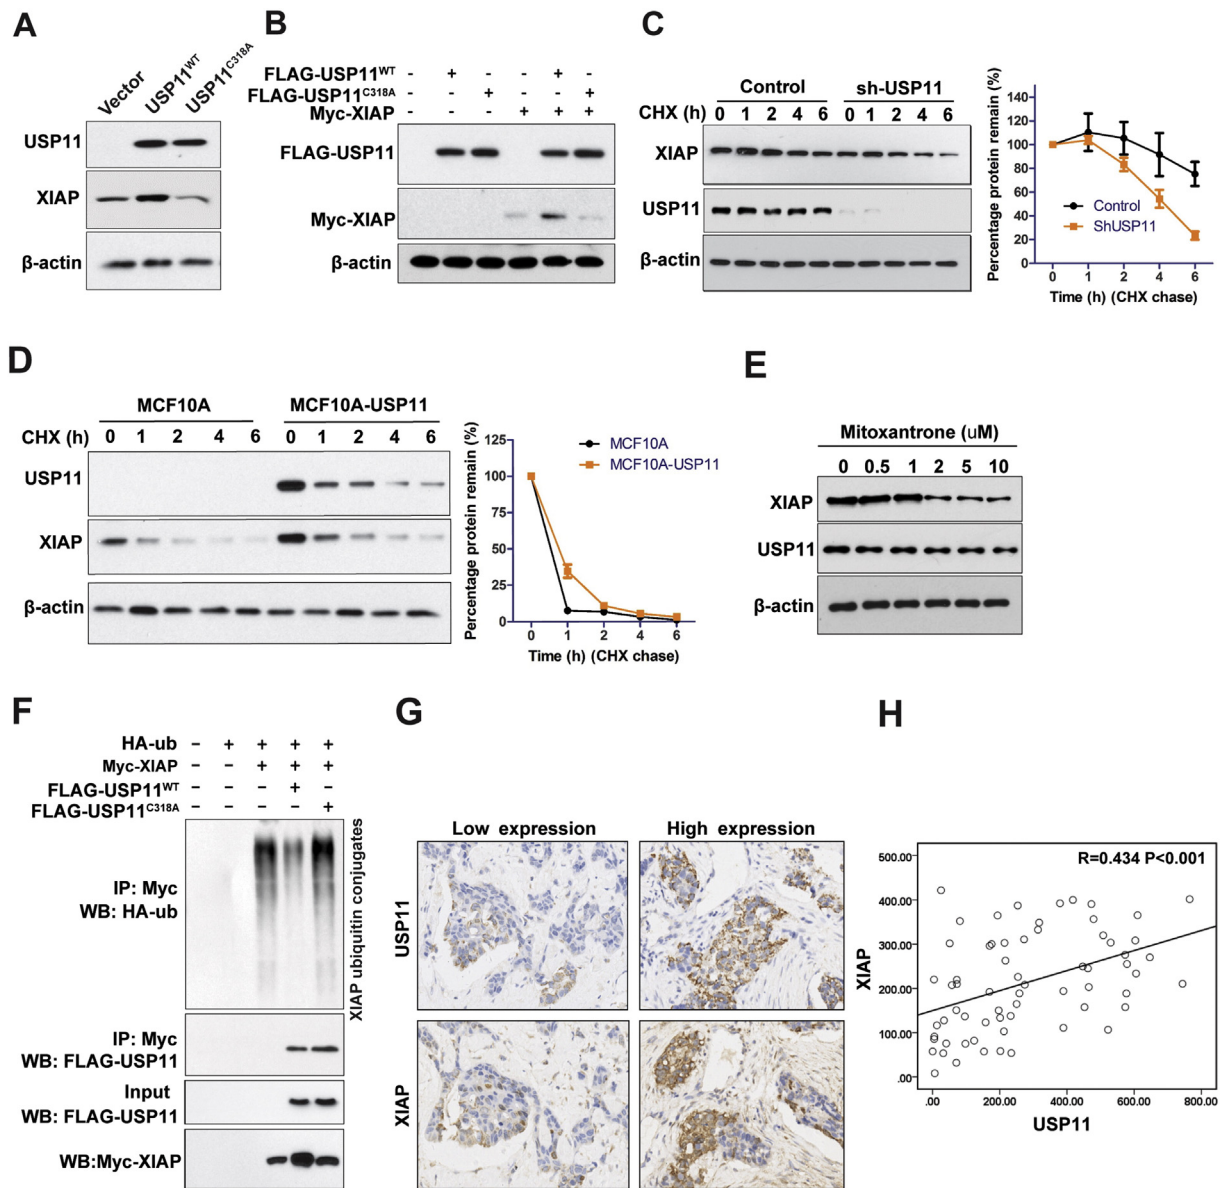 A
Vector
USP11WT
USP11C318A
USP11
XIAP
β-actin
B
FLAG-USP11WT - + - - + -
FLAG-USP11C318A - - + - - +
Myc-XIAP - - - + + +
FLAG-USP11
Myc-XIAP
β-actin
C
Control sh-USP11
CHX (h) 0 1 2 4 6 0 1 2 4 6
XIAP
USP11
β-actin
Percentage protein remain (%)
140
120
100
80
60
40
20
0
Control
ShUSP11
0 1 2 4 6
Time (h) (CHX chase)
D
MCF10A MCF10A-USP11
CHX (h) 0 1 2 4 6 0 1 2 4 6
USP11
XIAP
β-actin
Percentage protein remain (%)
125
100
75
50
25
0
MCF10A
MCF10A-USP11
0 1 2 4 6
Time (h) (CHX chase)
E
Mitoxantrone (uM)
0 0.5 1 2 5 10
XIAP
USP11
β-actin
F
HA-ub - + + + +
Myc-XIAP - - + + +
FLAG-USP11WT - - - + -
FLAG-USP11C318A - - - - +
IP: Myc
WB: HA-ub
XIAP ubiquitin conjugates
IP: Myc
WB: FLAG-USP11
Input
WB: FLAG-USP11
WB:Myc-XIAP
G
Low expression High expression
USP11
XIAP
H
R=0.434 P<0.001
XIAP
500.00
400.00
300.00
200.00
100.00
.00
.00 200.00 400.00 600.00 800.00
USP11